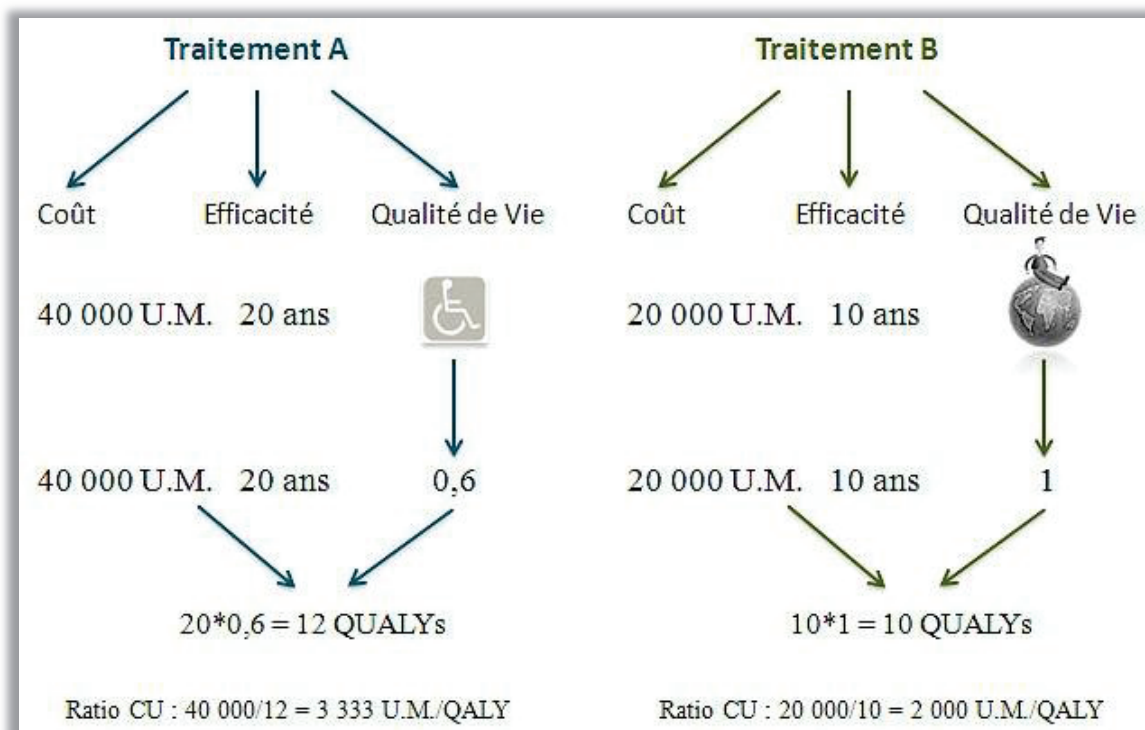 Traitement A
Coût Efficacité Qualité de Vie
40 000 U.M. 20 ans
40 000 U.M. 20 ans 0,6
20*0,6 = 12 QUALYs
Ratio CU : 40 000/12 = 3 333 U.M./QALY
Traitement B
Coût Efficacité Qualité de Vie
20 000 U.M. 10 ans
20 000 U.M. 10 ans 1
10*1 = 10 QUALYs
Ratio CU : 20 000/10 = 2 000 U.M./QALY